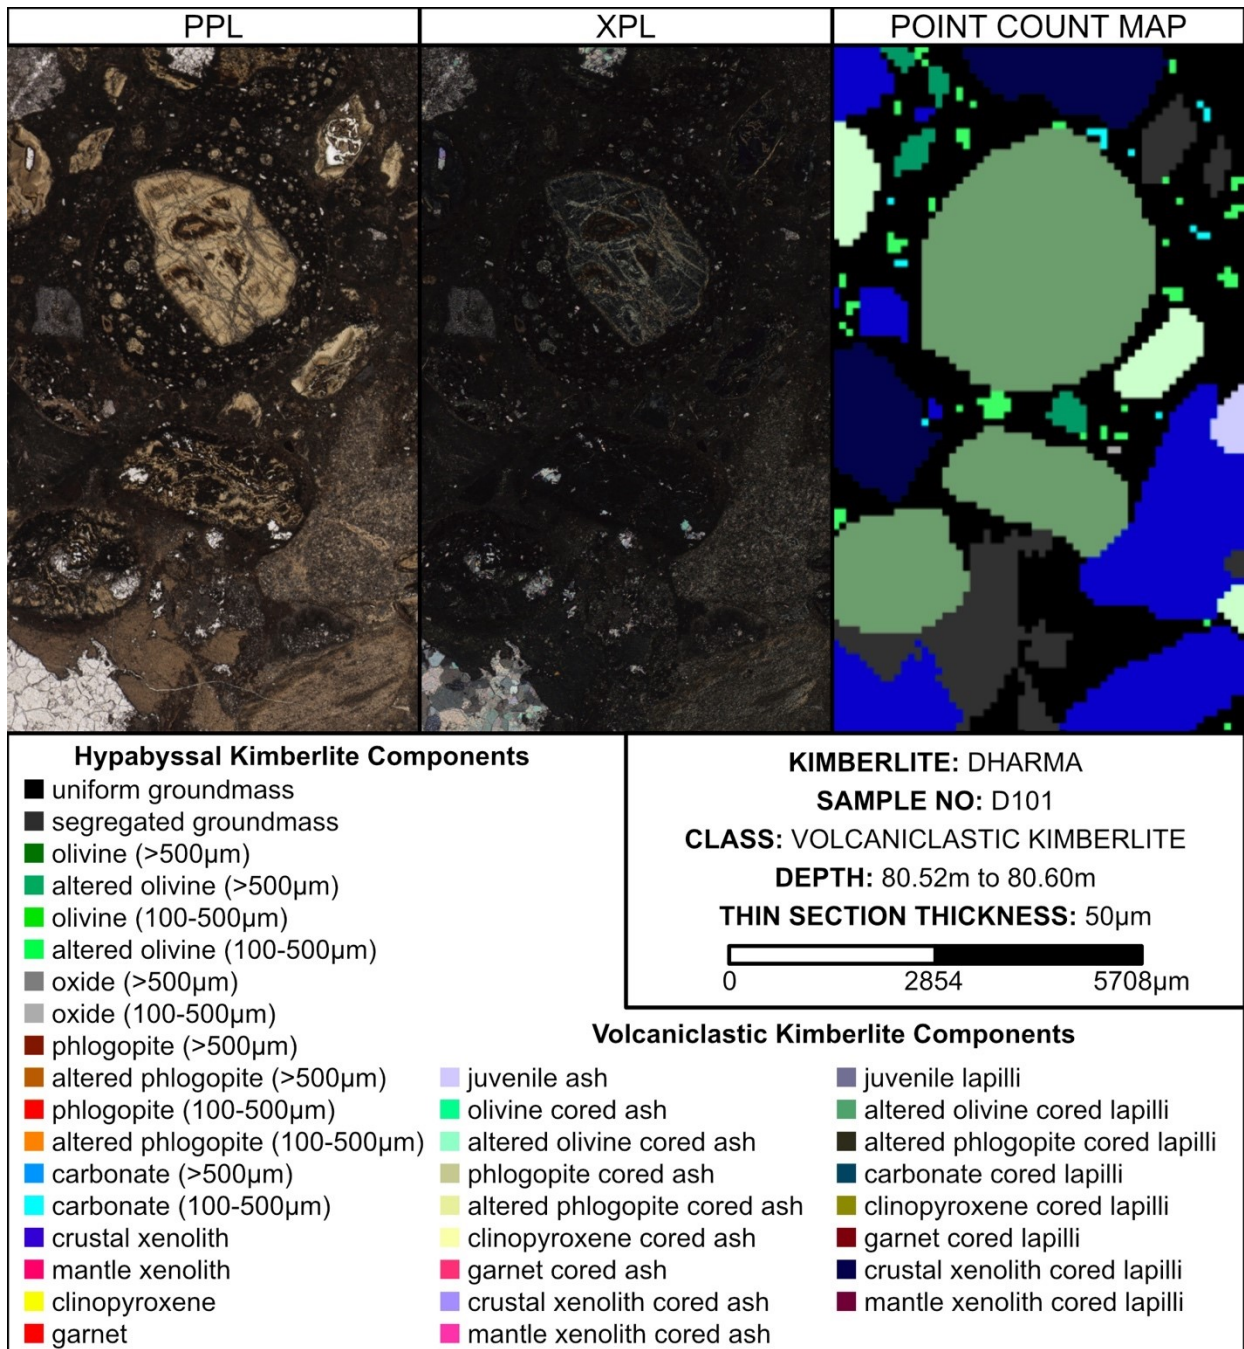 PPL
XPL
POINT COUNT MAP
Hypabyssal Kimberlite Components
uniform groundmass
segregated groundmass
olivine (>500µm)
altered olivine (>500µm)
olivine (100-500µm)
altered olivine (100-500µm)
oxide (>500µm)
oxide (100-500µm)
phlogopite (>500µm)
altered phlogopite (>500µm)
phlogopite (100-500µm)
altered phlogopite (100-500µm)
carbonate (>500µm)
carbonate (100-500µm)
crustal xenolith
mantle xenolith
clinopyroxene
garnet
KIMBERLITE: DHARMA
SAMPLE NO: D101
CLASS: VOLCANICLASTIC KIMBERLITE
DEPTH: 80.52m to 80.60m
THIN SECTION THICKNESS: 50µm
0 2854 5708µm
Volcaniclastic Kimberlite Components
juvenile ash
olivine cored ash
altered olivine cored ash
phlogopite cored ash
altered phlogopite cored ash
clinopyroxene cored ash
garnet cored ash
crustal xenolith cored ash
mantle xenolith cored ash
juvenile lapilli
altered olivine cored lapilli
altered phlogopite cored lapilli
carbonate cored lapilli
clinopyroxene cored lapilli
garnet cored lapilli
crustal xenolith cored lapilli
mantle xenolith cored lapilli